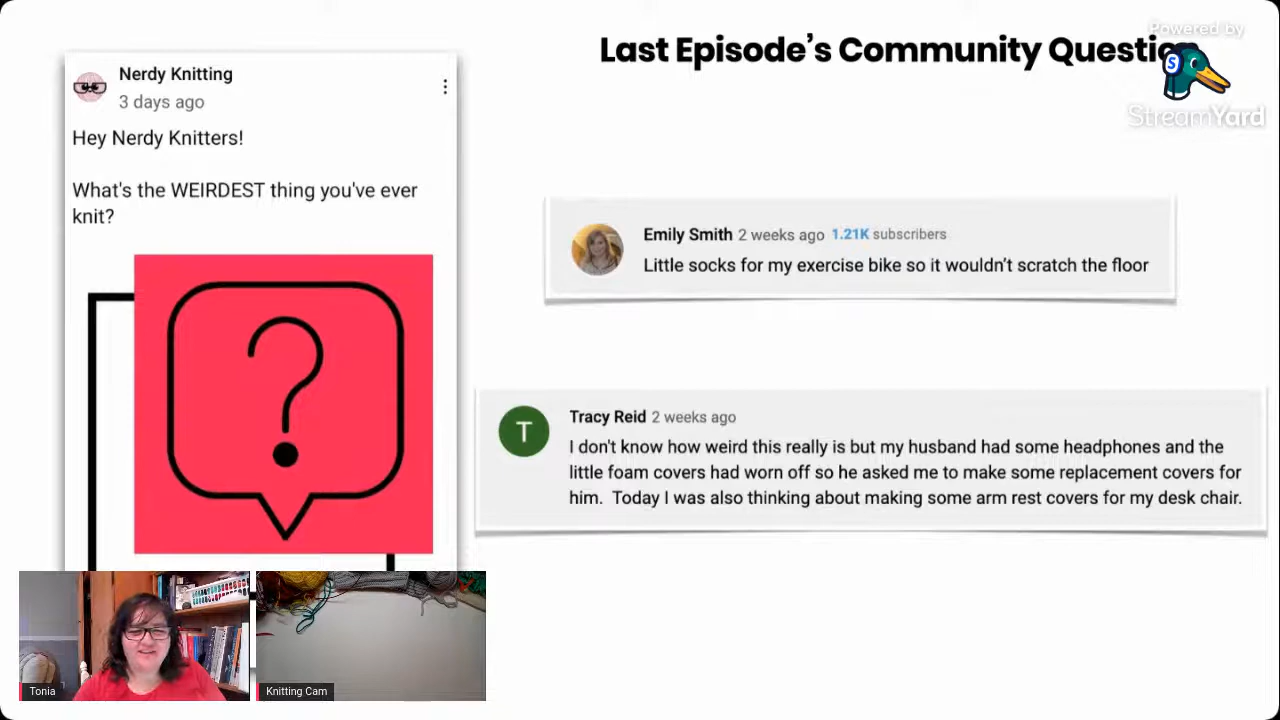 Last Episode's Community Question
Powered by
StreamYard
Nerdy Knitting
3 days ago
Hey Nerdy Knitters!
What's the WEIRDEST thing you've ever
knit?
?
Emily Smith 2 weeks ago 1.21K subscribers
Little socks for my exercise bike so it wouldn't scratch the floor
T
Tracy Reid 2 weeks ago
I don't know how weird this really is but my husband had some headphones and the
little foam covers had worn off so he asked me to make some replacement covers for
him. Today I was also thinking about making some arm rest covers for my desk chair.
Tonia
Knitting Cam